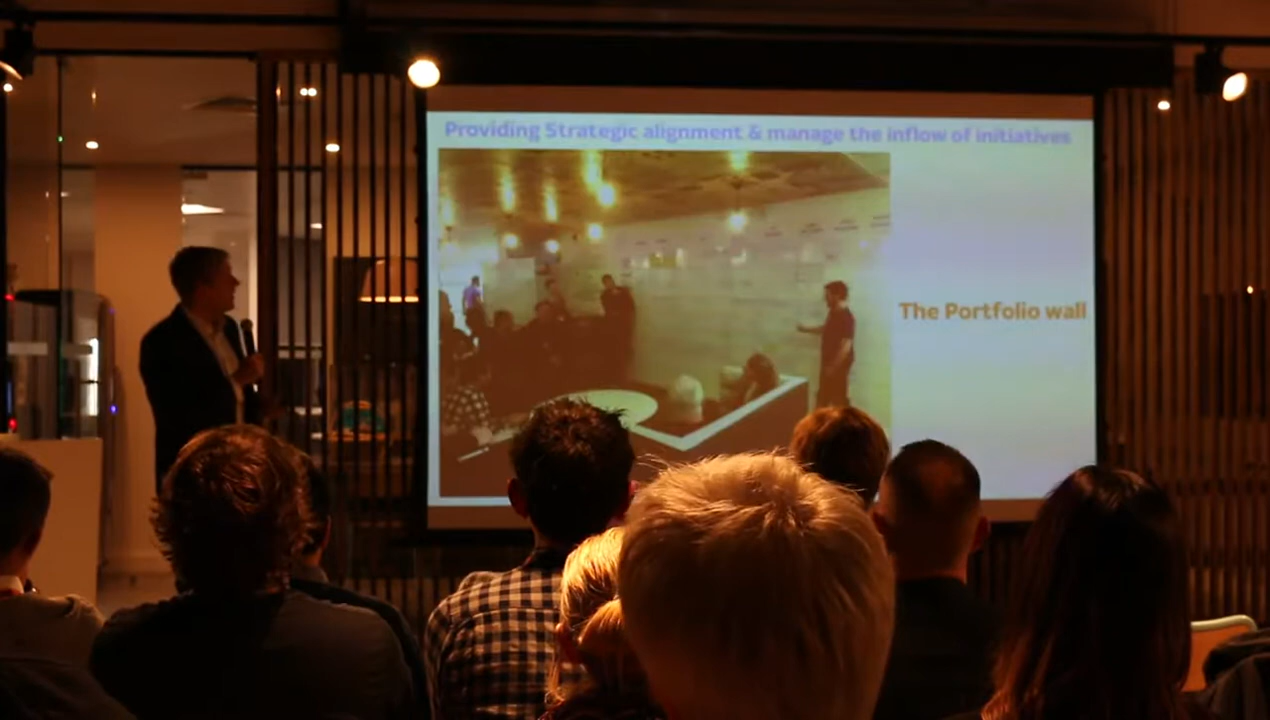 Providing Strategic alignment & manage the inflow of initiatives
The Portfolio wall